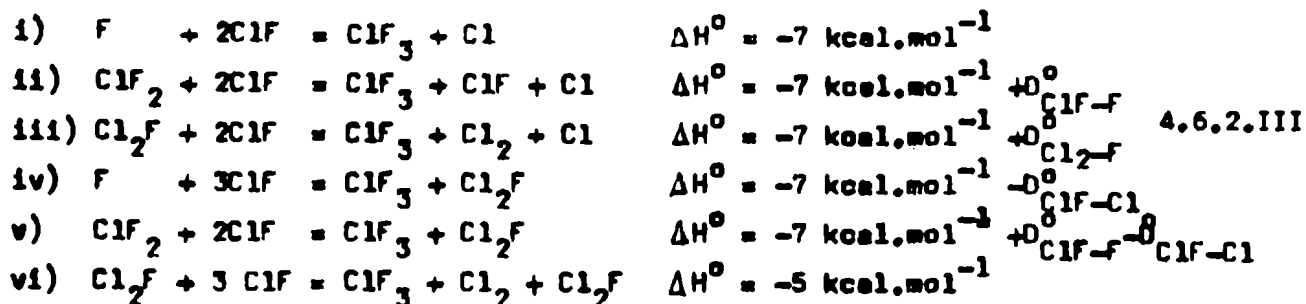 i) F + 2ClF = ClF3 + Cl ΔH° = -7 kcal.mol-1
ii) ClF2 + 2ClF = ClF3 + ClF + Cl ΔH° = -7 kcal.mol-1 +D°ClF-F
iii) Cl2F + 2ClF = ClF3 + Cl2 + Cl ΔH° = -7 kcal.mol-1 +D°Cl2-F 4.6.2.III
iv) F + 3ClF = ClF3 + Cl2F ΔH° = -7 kcal.mol-1 -D°ClF-Cl
v) ClF2 + 2ClF = ClF3 + Cl2F ΔH° = -7 kcal.mol-1 +D°ClF-F-D°ClF-Cl
vi) Cl2F + 3 ClF = ClF3 + Cl2 + Cl2F ΔH° = -5 kcal.mol-1